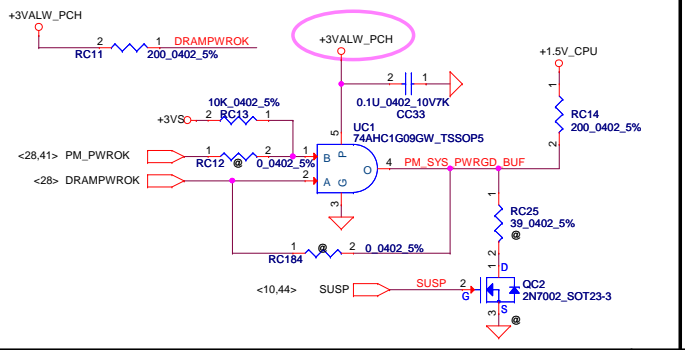 +3VALW_PCH
1 DRAMPWROK
2
RC11 200_0402_5%
+3VALW_PCH
+1.5V_CPU
2 1
0.1U_0402_10V7K
CC33
1
RC14
200_0402_5%
2
10K_0402_5%
+3VS 2 1
RC13
5
UC1
74AHC1G09GW_TSSOP5
<28,41> PM_PWROK
1 2 1
RC12 @ 0_0402_5%
B P
O
A G
4 PM_SYS_PWRGD_BUF
<28> DRAMPWROK
2
3
1
RC25
39_0402_5%
@
2
1 @ 2 0_0402_5%
RC184
1 D
<10,44> SUSP
SUSP 2
G
QC2
2N7002_SOT23-3
S
3
@